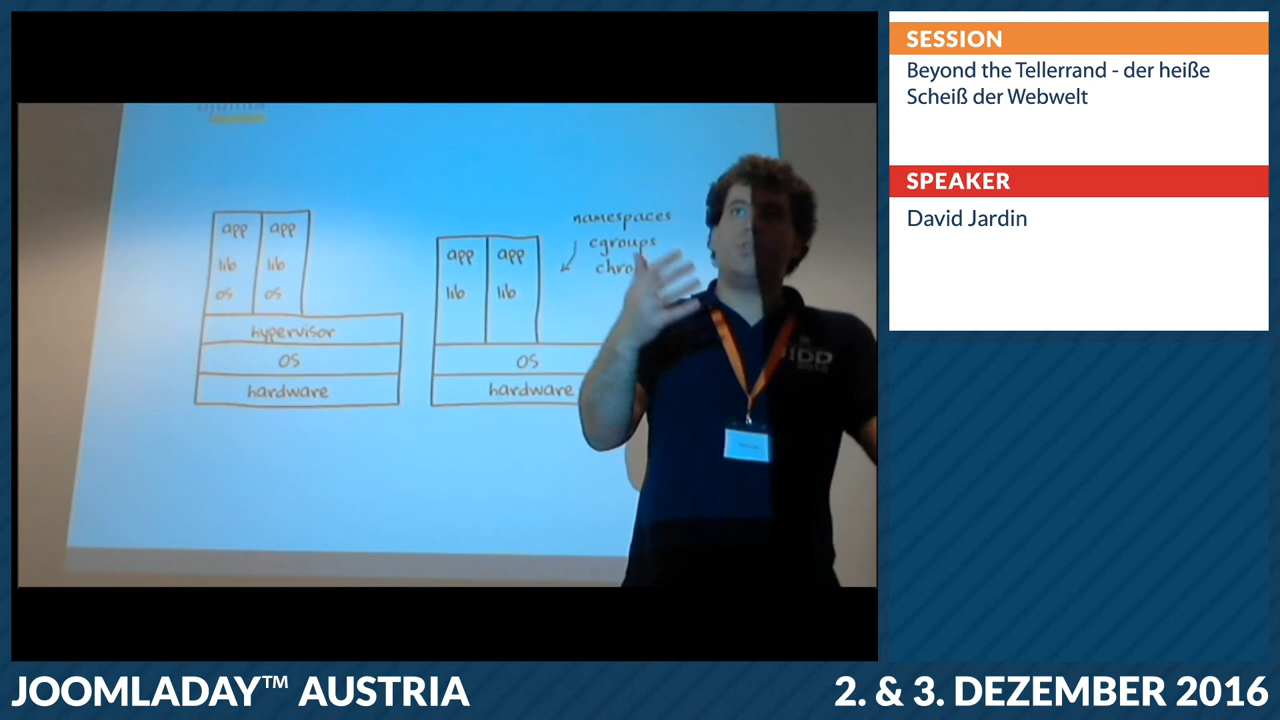 SESSION
Beyond the Tellerrand - der heiße
Scheiß der Webwelt
SPEAKER
David Jardin
app app
lib lib
os os
hypervisor
OS
hardware
namespaces
cgroups
app app
lib lib
OS
hardware
JOOMLADAY™ AUSTRIA
2. & 3. DEZEMBER 2016